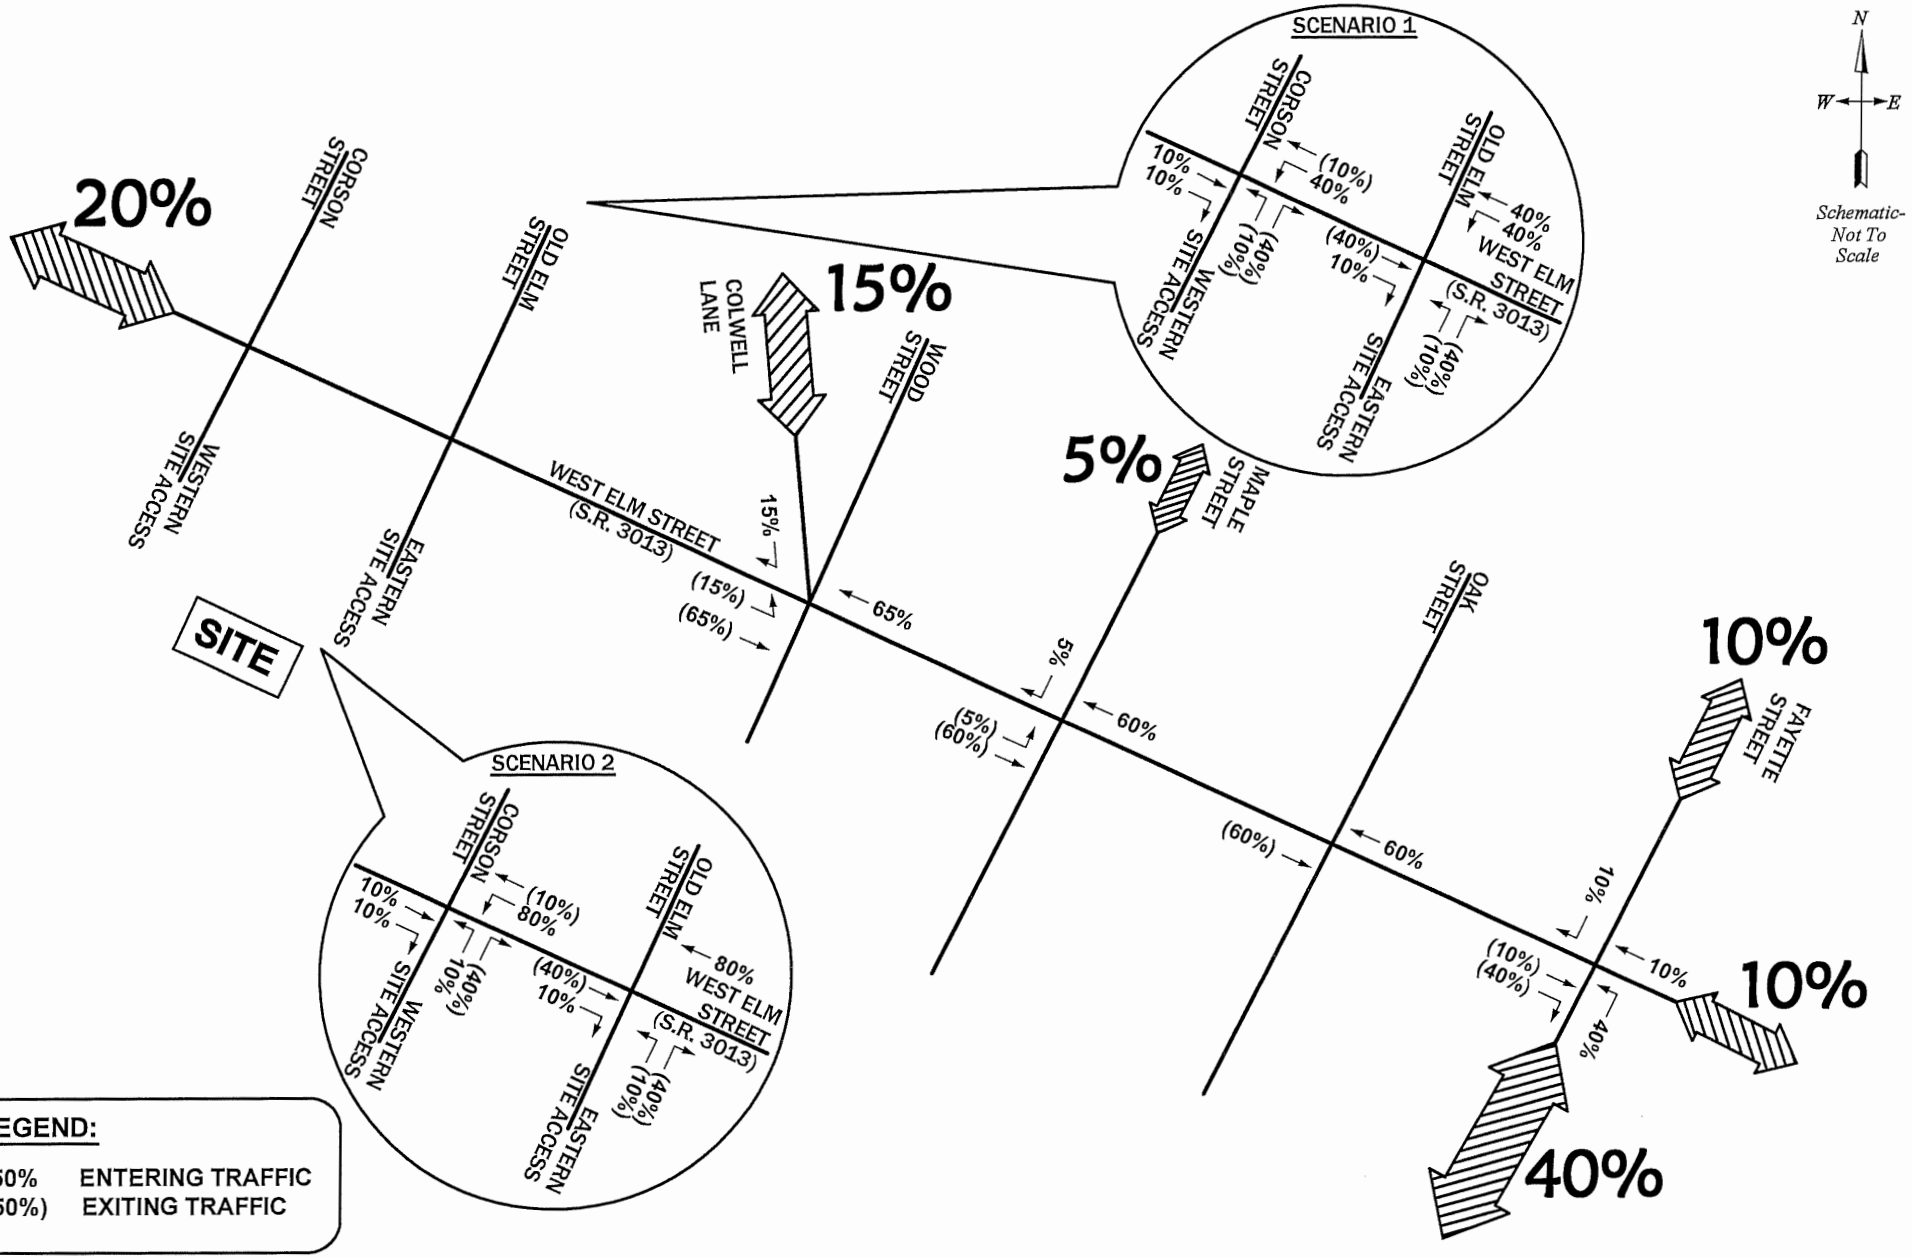 SCENARIO 1
CORSON
STREET
OLD ELM
STREET
10%
10%
(10%)
40%
40%
40%
WEST ELM
STREET
(S.R. 3013)
(40%)
10%
(40%)
(10%)
(40%)
(10%)
WESTERN
SITE ACCESS
EASTERN
SITE ACCESS
N
W
E
Schematic-
Not To
Scale
20%
CORSON
STREET
OLD ELM
STREET
COLWELL
LANE
15%
WOOD
STREET
WESTERN
SITE ACCESS
EASTERN
SITE ACCESS
WEST ELM STREET
(S.R. 3013)
15%
(15%)
(65%)
65%
5%
MAPLE
STREET
5%
(5%)
(60%)
60%
OAK
STREET
(60%)
60%
10%
FAYETTE
STREET
10%
(10%)
(40%)
10%
10%
40%
40%
SITE
SCENARIO 2
CORSON
STREET
OLD ELM
STREET
10%
10%
(10%)
80%
80%
WEST ELM
STREET
(S.R. 3013)
(40%)
10%
(40%)
10%)
(40%)
(10%)
WESTERN
SITE ACCESS
EASTERN
SITE ACCESS
EGEND:
50% ENTERING TRAFFIC
50%) EXITING TRAFFIC